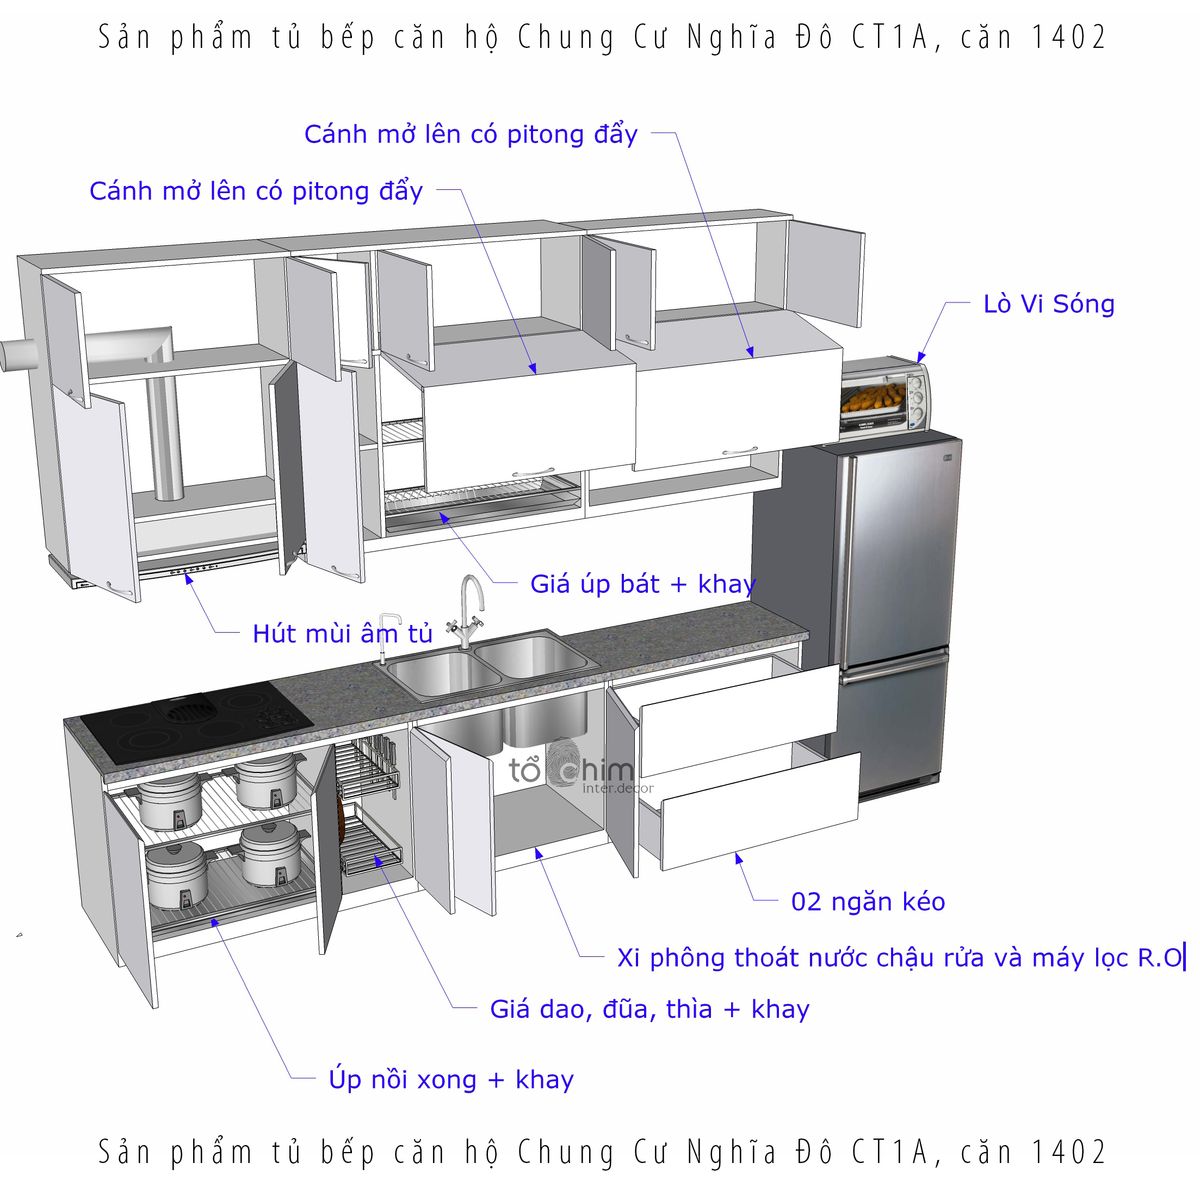 Sản phẩm tủ bếp căn hộ Chung Cư Nghĩa Đô CT1A, căn 1402
Cánh mở lên có pitong đẩy
Cánh mở lên có pitong đẩy
Lò Vi Sóng
Giá úp bát + khay
Hút mùi âm tủ
tổ chim
inter.decor
02 ngăn kéo
Xi phông thoát nước chậu rửa và máy lọc R.O
Giá dao, đũa, thìa + khay
Úp nồi xong + khay
Sản phẩm tủ bếp căn hộ Chung Cư Nghĩa Đô CT1A, căn 1402